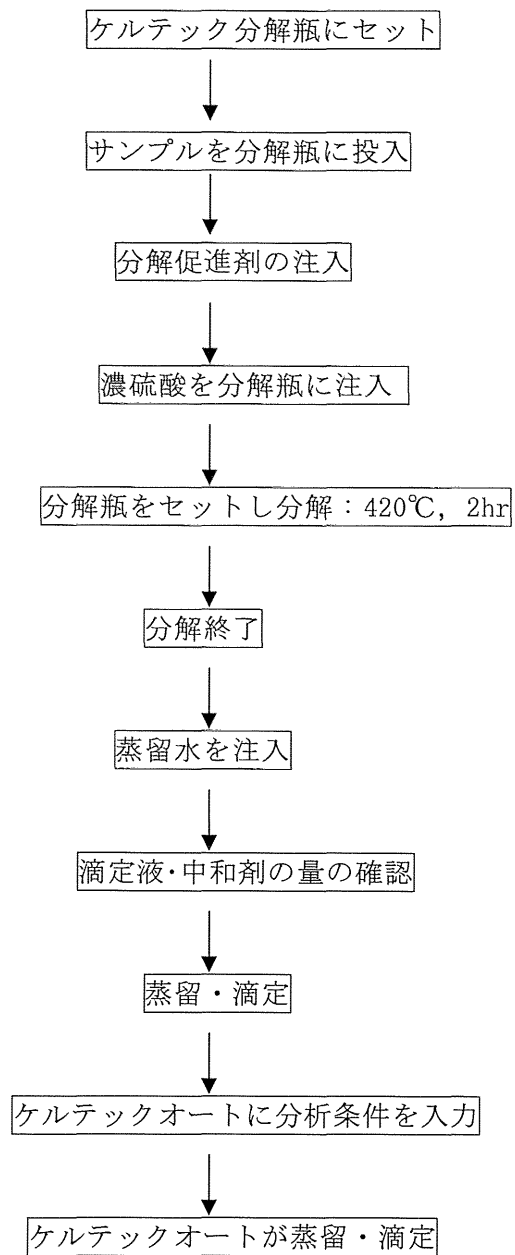 ケルテック分解瓶にセット
サンプルを分解瓶に投入
分解促進剤の注入
濃硫酸を分解瓶に注入
分解瓶をセットし分解：420℃, 2hr
分解終了
蒸留水を注入
滴定液・中和剤の量の確認
蒸留・滴定
ケルテックオートに分析条件を入力
ケルテックオートが蒸留・滴定